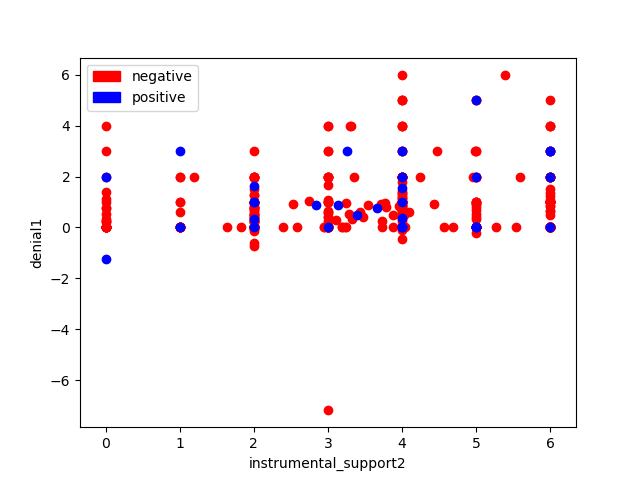 negative
positive
6
4
2
0
−2
−4
−6
denial1
0 1 2 3 4 5 6
instrumental_support2